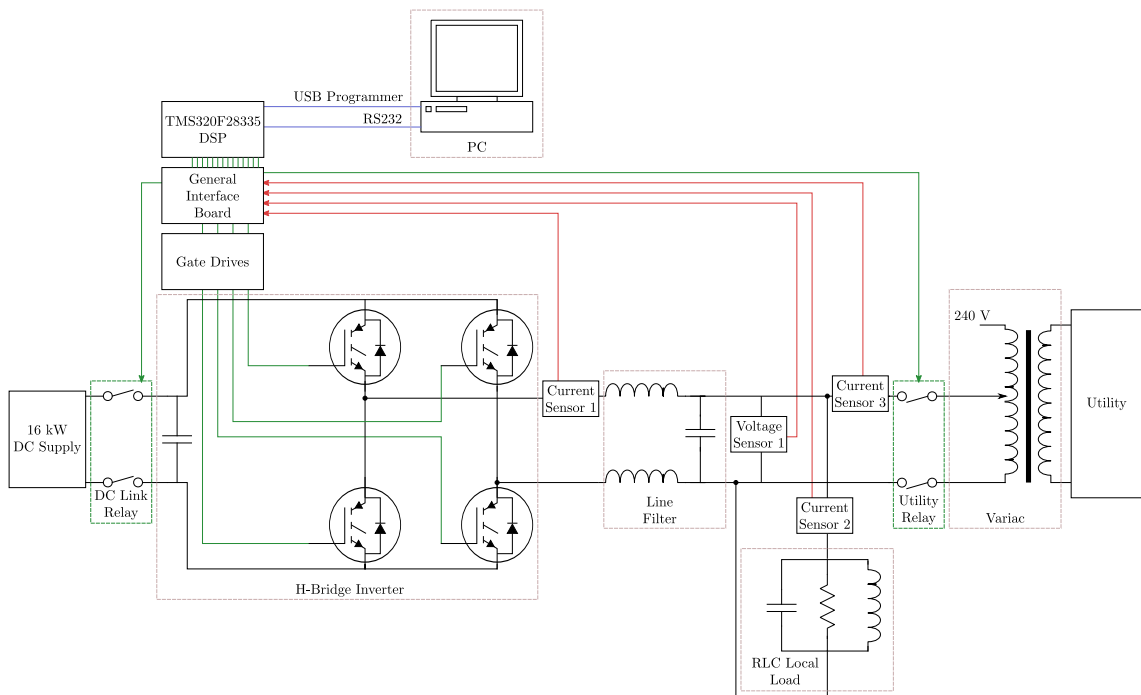 USB Programmer
RS232
PC
TMS320F28335
DSP
General
Interface
Board
Gate Drives
240 V
16 kW
DC Supply
DC Link
Relay
H-Bridge Inverter
Current
Sensor 1
Line
Filter
Voltage
Sensor 1
Current
Sensor 3
Current
Sensor 2
Utility
Relay
Variac
Utility
RLC Local
Load